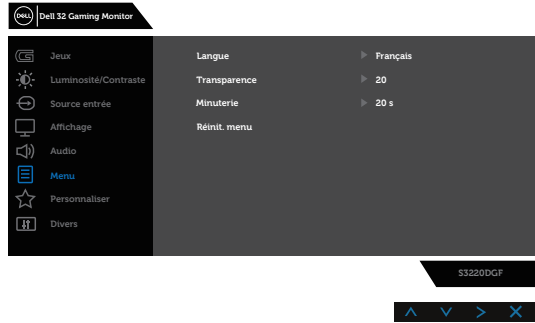 DELL Dell 32 Gaming Monitor
Jeux
Luminosité/Contraste
Source entrée
Affichage
Audio
Menu
Personnaliser
Divers
Langue Français
Transparence 20
Minuterie 20 s
Réinit. menu
S3220DGF